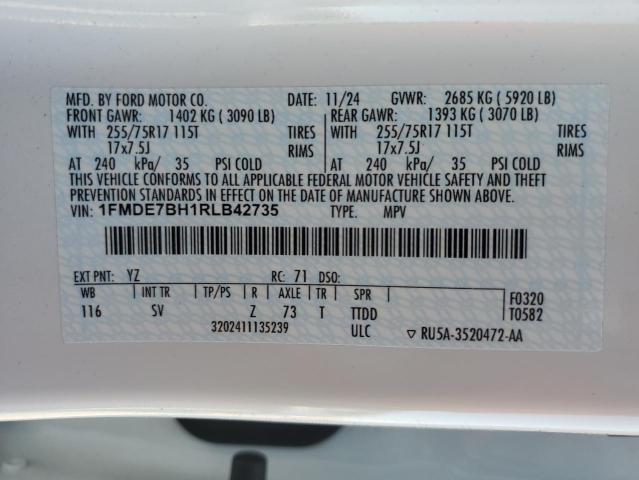 MFD. BY FORD MOTOR CO. DATE: 11/24 GVWR: 2685 KG ( 5920 LB)
FRONT GAWR: 1402 KG ( 3090 LB) REAR GAWR: 1393 KG ( 3070 LB)
WITH 255/75R17 115T TIRES WITH 255/75R17 115T TIRES
17x7.5J RIMS 17x7.5J RIMS
AT 240 kPa/ 35 PSI COLD AT 240 kPa/ 35 PSI COLD
THIS VEHICLE CONFORMS TO ALL APPLICABLE FEDERAL MOTOR VEHICLE SAFETY AND THEFT
PREVENTION STANDARDS IN EFFECT ON THE DATE OF MANUFACTURE SHOWN ABOVE.
VIN: 1FMDE7BH1RLB42735 TYPE: MPV
EXT PNT: YZ RC: 71 DSO:
WB INT TR TP/PS R AXLE TR SPR F0320
116 SV Z 73 T TTDD T0582
3202411135239 ULC ▽ RU5A-3520472-AA